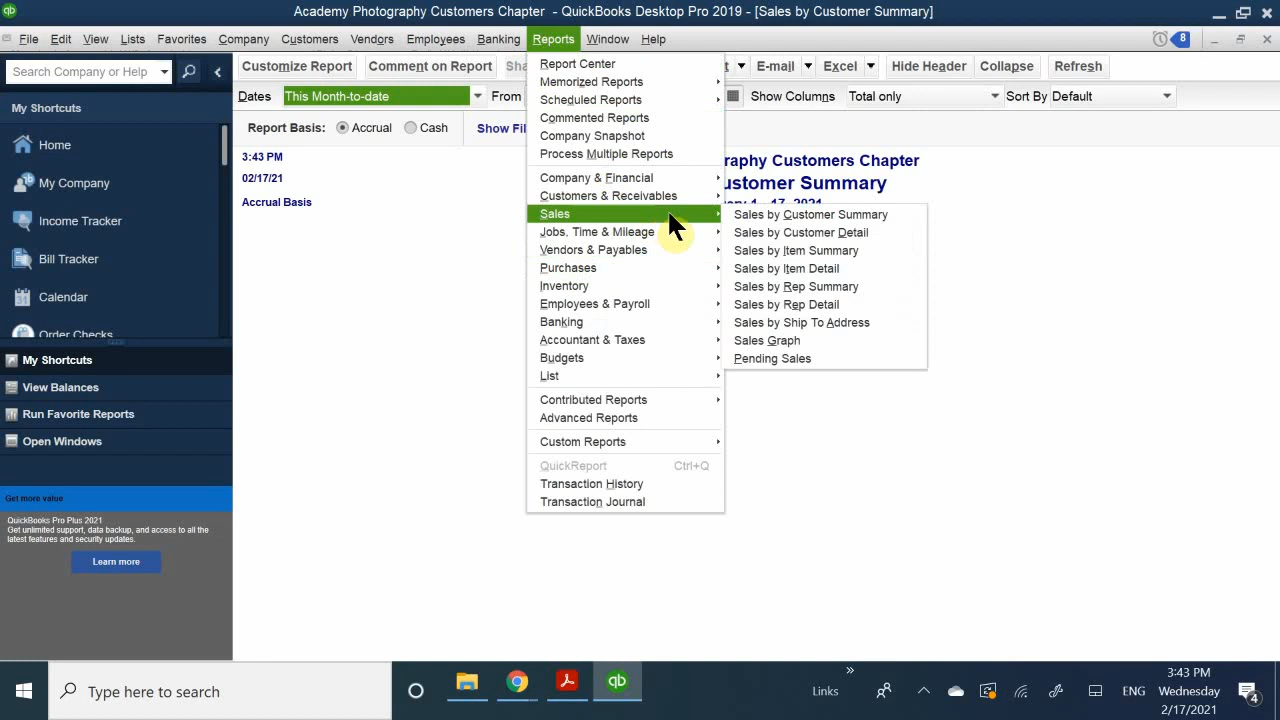 Academy Photography Customers Chapter - QuickBooks Desktop Pro 2019 - [Sales by Customer Summary]
File Edit View Lists Favorites Company Customers Vendors Employees Banking Reports Window Help 8
Search Company or Help
Customize Report Comment on Report E-mail Excel Hide Header Collapse Refresh
Dates This Month-to-date From Show Columns Total only Sort By Default
Report Basis: Accrual Cash Show Fil
3:43 PM
02/17/21
Accrual Basis
raphy Customers Chapter
ustomer Summary
1 - 17, 2021
My Shortcuts
Home
My Company
Income Tracker
Bill Tracker
Calendar
Order Checks
My Shortcuts
View Balances
Run Favorite Reports
Open Windows
Get more value
QuickBooks Pro Plus 2021
Get unlimited support, data backup, and access to all the
latest features and security updates.
Learn more
Report Center
Memorized Reports
Scheduled Reports
Commented Reports
Company Snapshot
Process Multiple Reports
Company & Financial
Customers & Receivables
Sales
Jobs, Time & Mileage
Vendors & Payables
Purchases
Inventory
Employees & Payroll
Banking
Accountant & Taxes
Budgets
List
Contributed Reports
Advanced Reports
Custom Reports
QuickReport Ctrl+Q
Transaction History
Transaction Journal
Sales by Customer Summary
Sales by Customer Detail
Sales by Item Summary
Sales by Item Detail
Sales by Rep Summary
Sales by Rep Detail
Sales by Ship To Address
Sales Graph
Pending Sales
Type here to search
Links
ENG
3:43 PM
Wednesday
2/17/2021
4